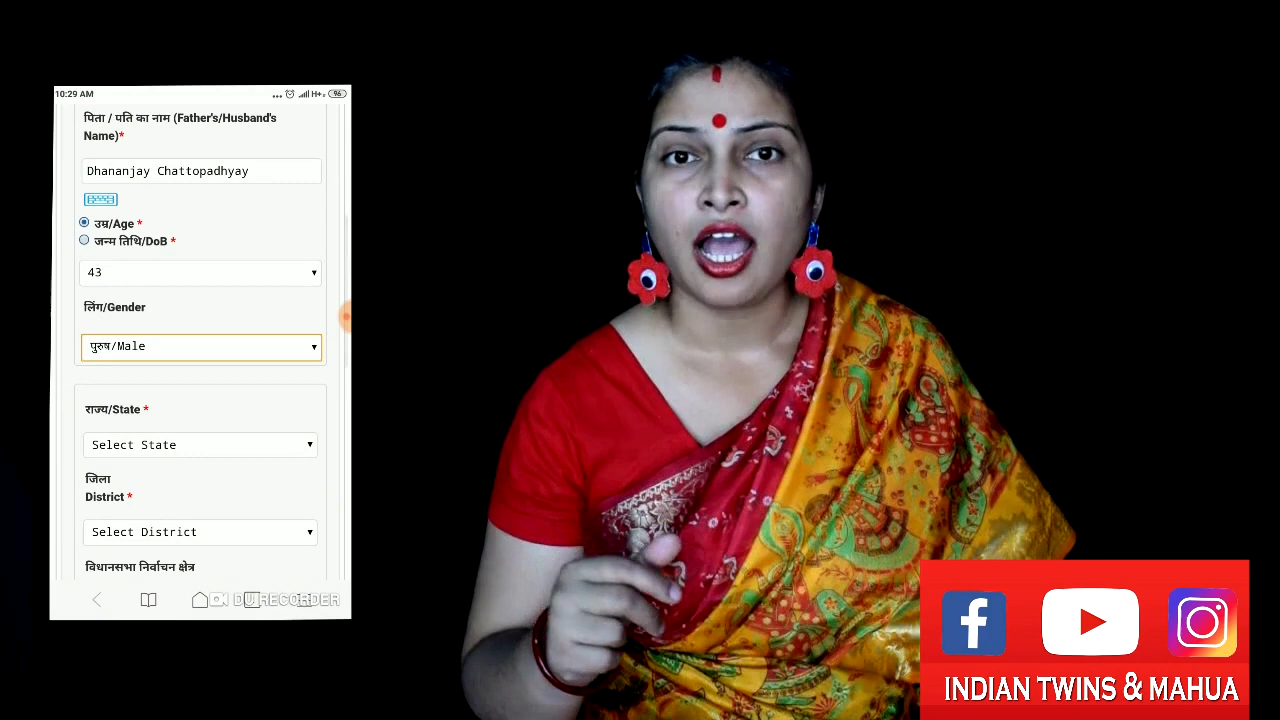 10:29 AM
H+
96
पिता / पति का नाम (Father's/Husband's
Name)*
Dhananjay Chattopadhyay
उम्र/Age *
जन्म तिथि/DoB *
43
लिंग/Gender
पुरुष/Male
राज्य/State *
Select State
जिला
District *
Select District
विधानसभा निर्वाचन क्षेत्र
DU RECORDER
INDIAN TWINS & MAHUA